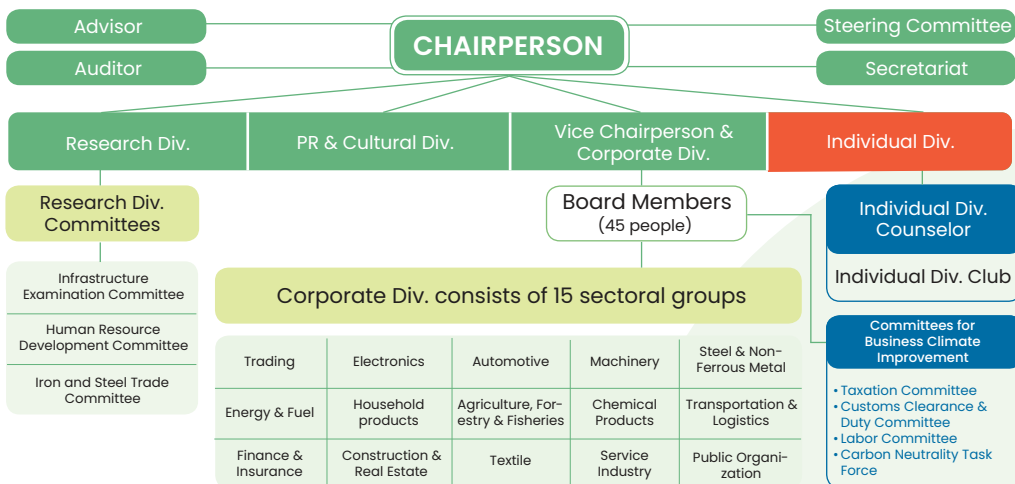 Advisor
Auditor
CHAIRPERSON
Steering Committee
Secretariat
Research Div.
PR & Cultural Div.
Vice Chairperson &
Corporate Div.
Individual Div.
Research Div.
Committees
Infrastructure
Examination Committee
Human Resource
Development Committee
Iron and Steel Trade
Committee
Board Members
(45 people)
Corporate Div. consists of 15 sectoral groups
Trading
Electronics
Automotive
Machinery
Steel & Non-
Ferrous Metal
Energy & Fuel
Household
products
Agriculture, For-
estry & Fisheries
Chemical
Products
Transportation &
Logistics
Finance &
Insurance
Construction &
Real Estate
Textile
Service
Industry
Public Organi-
zation
Individual Div.
Counselor
Individual Div. Club
Committees for
Business Climate
Improvement
• Taxation Committee
• Customs Clearance &
Duty Committee
• Labor Committee
• Carbon Neutrality Task
Force